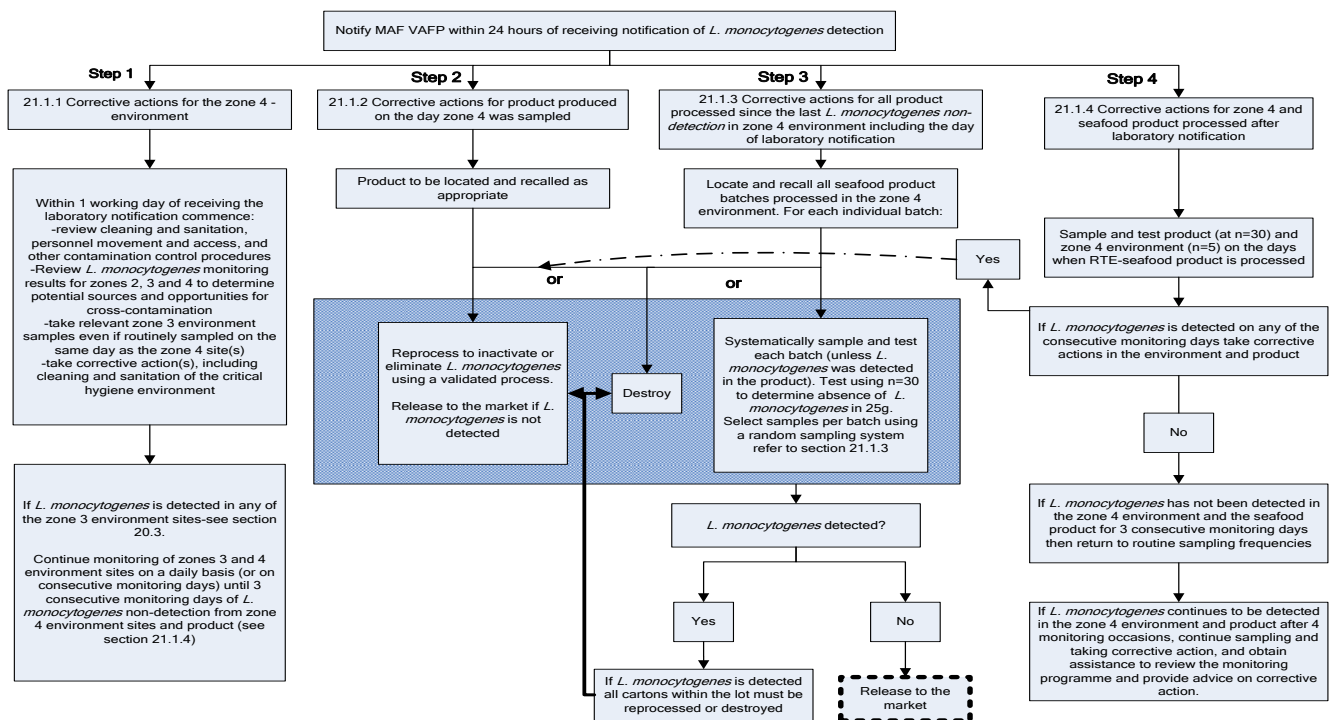 Notify MAF VAFP within 24 hours of receiving notification of L. monocytogenes detection
Step 1
Step 2
Step 3
Step 4
21.1.1 Corrective actions for the zone 4 -
environment
21.1.2 Corrective actions for product produced
on the day zone 4 was sampled
21.1.3 Corrective actions for all product
processed since the last L. monocytogenes non-
detection in zone 4 environment including the day
of laboratory notification
21.1.4 Corrective actions for zone 4 and
seafood product processed after
laboratory notification
Within 1 working day of receiving the
laboratory notification commence:
-review cleaning and sanitation,
personnel movement and access, and
other contamination control procedures
-Review L. monocytogenes monitoring
results for zones 2, 3 and 4 to determine
potential sources and opportunities for
cross-contamination
-take relevant zone 3 environment
samples even if routinely sampled on the
same day as the zone 4 site(s)
-take corrective action(s), including
cleaning and sanitation of the critical
hygiene environment
Product to be located and recalled as
appropriate
Locate and recall all seafood product
batches processed in the zone 4
environment. For each individual batch:
Sample and test product (at n=30) and
zone 4 environment (n=5) on the days
when RTE-seafood product is processed
Yes
or
or
Reprocess to inactivate or
eliminate L. monocytogenes
using a validated process.
Release to the market if L.
monocytogenes is not
detected
Destroy
Systematically sample and test
each batch (unless L.
monocytogenes was detected
in the product). Test using n=30
to determine absence of L.
monocytogenes in 25g.
Select samples per batch using
a random sampling system
refer to section 21.1.3
If L. monocytogenes is detected on any of the
consecutive monitoring days take corrective
actions in the environment and product
No
If L. monocytogenes is detected in any of
the zone 3 environment sites-see section
20.3.
Continue monitoring of zones 3 and 4
environment sites on a daily basis (or on
consecutive monitoring days) until 3
consecutive monitoring days of L.
monocytogenes non-detection from zone
4 environment sites and product (see
section 21.1.4)
L. monocytogenes detected?
Yes
No
If L. monocytogenes is detected
all cartons within the lot must be
reprocessed or destroyed
Release to the
market
If L. monocytogenes has not been detected in
the zone 4 environment and the seafood
product for 3 consecutive monitoring days
then return to routine sampling frequencies
If L. monocytogenes continues to be detected
in the zone 4 environment and product after 4
monitoring occasions, continue sampling and
taking corrective action, and obtain
assistance to review the monitoring
programme and provide advice on corrective
action.